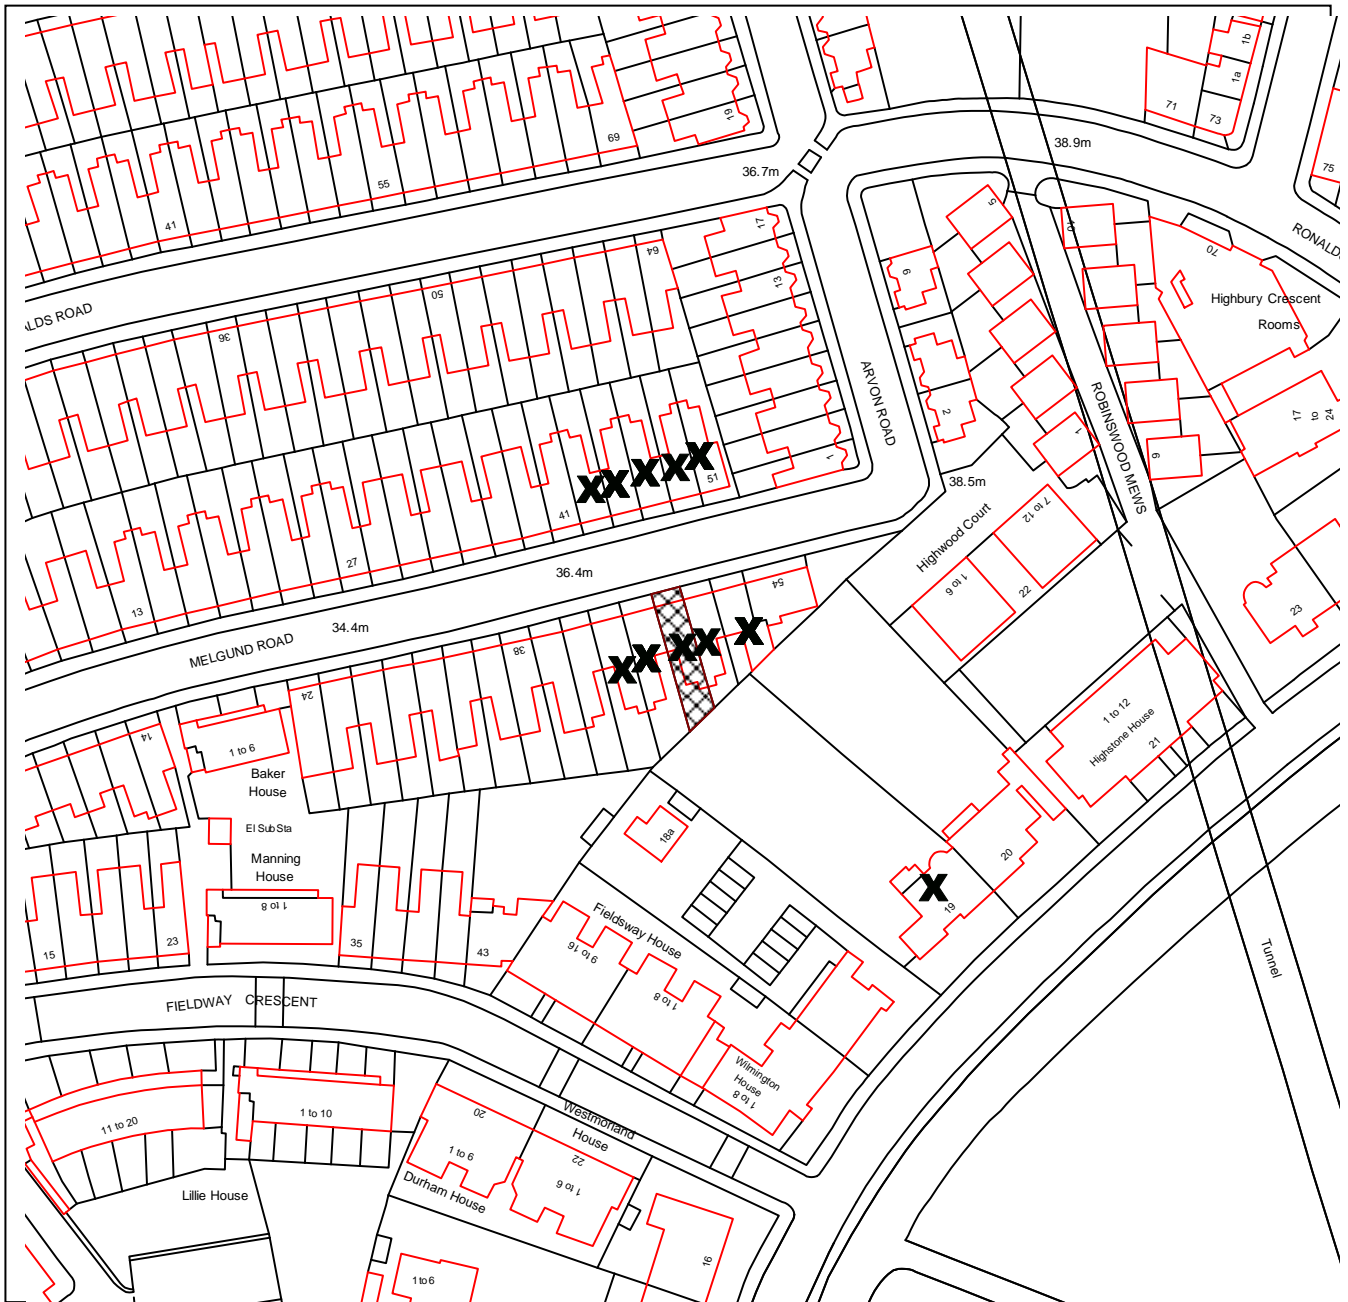 1b
1a
71
73
75
19
69
55
41
36.7m
38.9m
RONALD
ALDS ROAD
36
50
64
17
13
1
5
10
70
Highbury Crescent
Rooms
9
2
1
6
17
to
24
ARVON ROAD
ROBINSWOOD MEWS
38.5m
Highwood Court
7 to 12
1 to 6
22
23
13
27
41
51
X X X X X
36.4m
34.4m
MELGUND ROAD
54
38
24
14
X X X X X
1 to 6
Baker
House
El Sub Sta
Manning
House
1 to 8
15
23
35
43
18a
1 to 12
Highstone House
21
20
19
X
Tunnel
Fieldsway House
9 to 16
1 to 8
Wilmington
House
1 to 8
FIELDWAY CRESCENT
11 to 20
1 to 10
Lillie House
20
1 to 6
Durham House
Westmorland
House
22
1 to 6
16
1 to 6